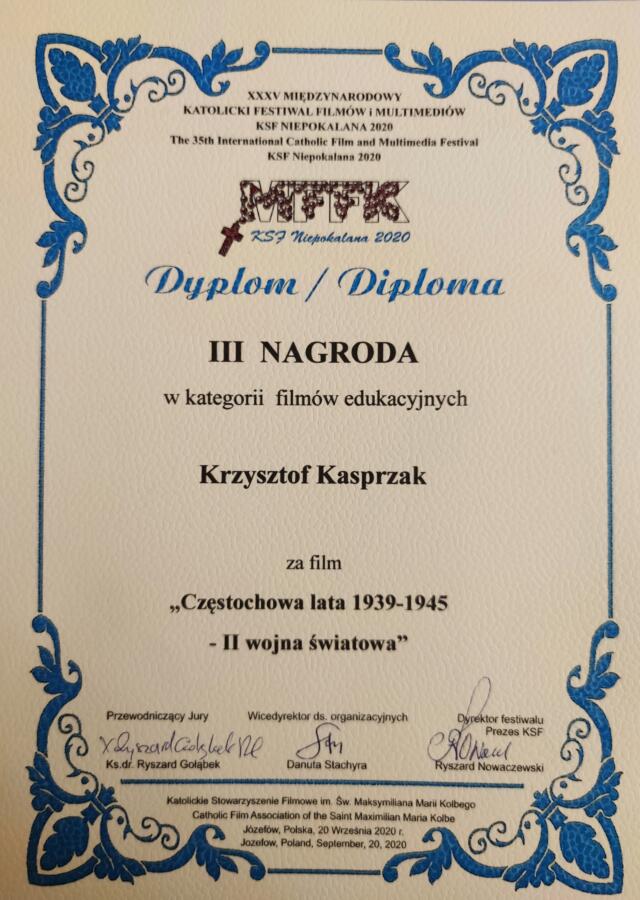 XXXV MIĘDZYNARODOWY
KATOLICKI FESTIWAL FILMÓW i MULTIMEDIÓW
KSF NIEPOKALANA 2020
The 35th International Catholic Film and Multimedia Festival
KSF Niepokalana 2020
MFFK
KSF Niepokalana 2020
Dyplom / Diploma
III NAGRODA
w kategorii filmów edukacyjnych
Krzysztof Kasprzak
za film
„Częstochowa lata 1939-1945
- II wojna światowa”
Przewodniczący Jury Wicedyrektor ds. organizacyjnych Dyrektor festiwalu
Prezes KSF
Ks.dr. Ryszard Gołąbek Danuta Stachyra Ryszard Nowaczewski
Katolickie Stowarzyszenie Filmowe im. Św. Maksymiliana Marii Kolbego
Catholic Film Association of the Saint Maximilian Maria Kolbe
Józefów, Polska, 20 Września 2020 r.
Jozefow, Poland, September, 20, 2020